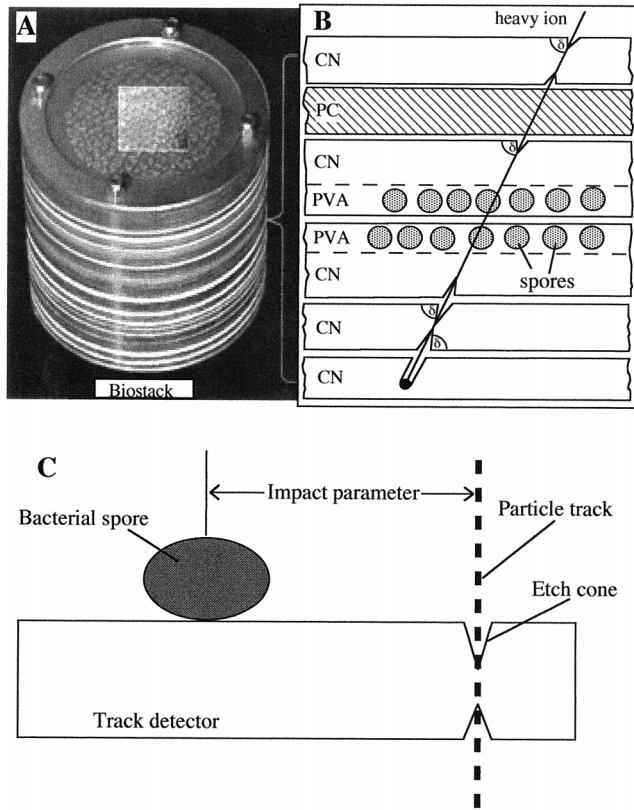 A
Biostack
B
heavy ion
δ
CN
PC
δ
CN
PVA
PVA
CN
spores
δ
CN
δ
CN
C
Impact parameter
Bacterial spore
Particle track
Etch cone
Track detector